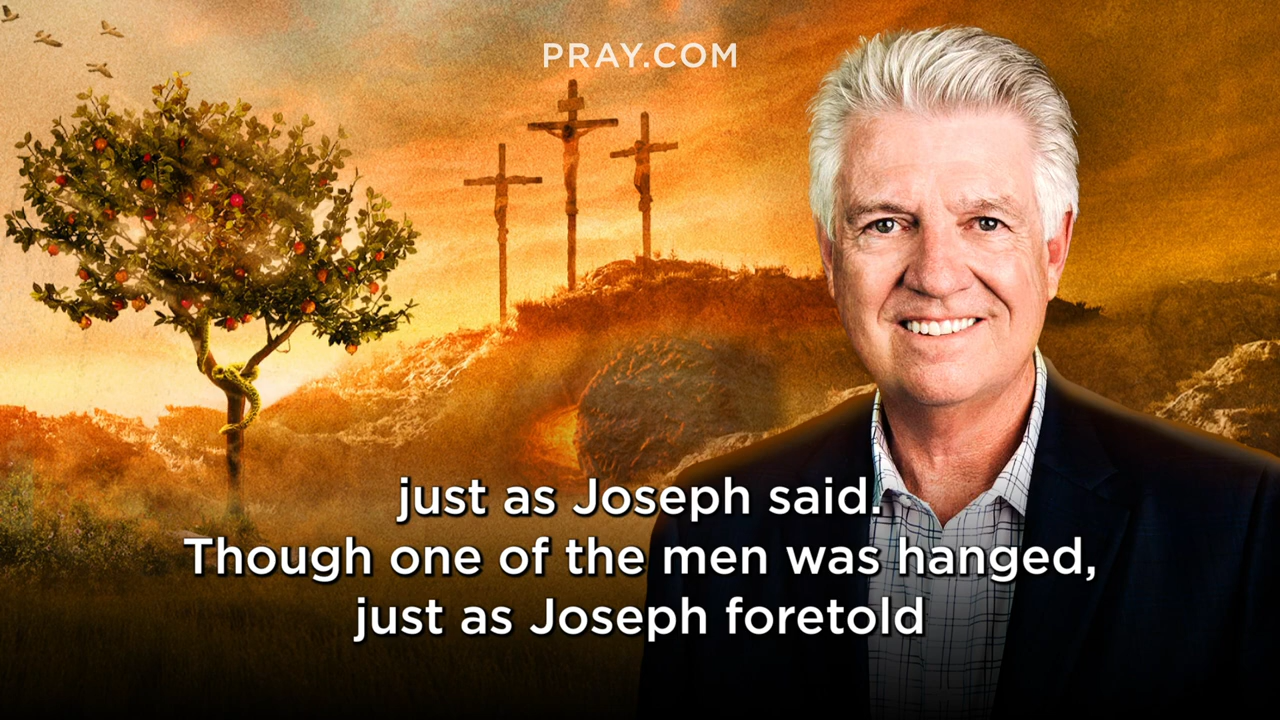 PRAY.COM
just as Joseph said.
Though one of the men was hanged,
just as Joseph foretold